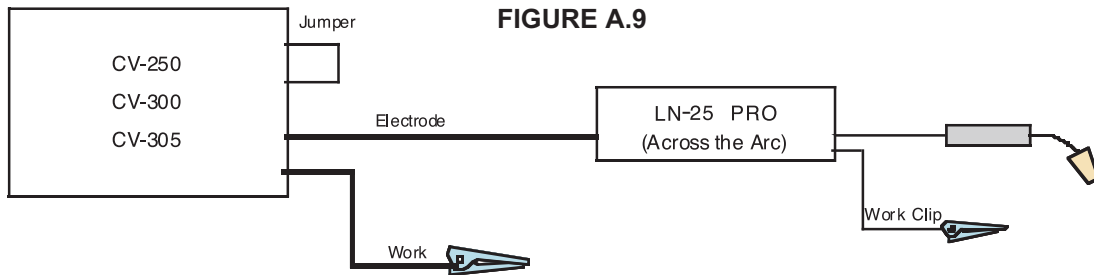 FIGURE A.9
Jumper
CV-250
CV-300
CV-305
Electrode
LN-25 PRO
(Across the Arc)
Work Clip
Work